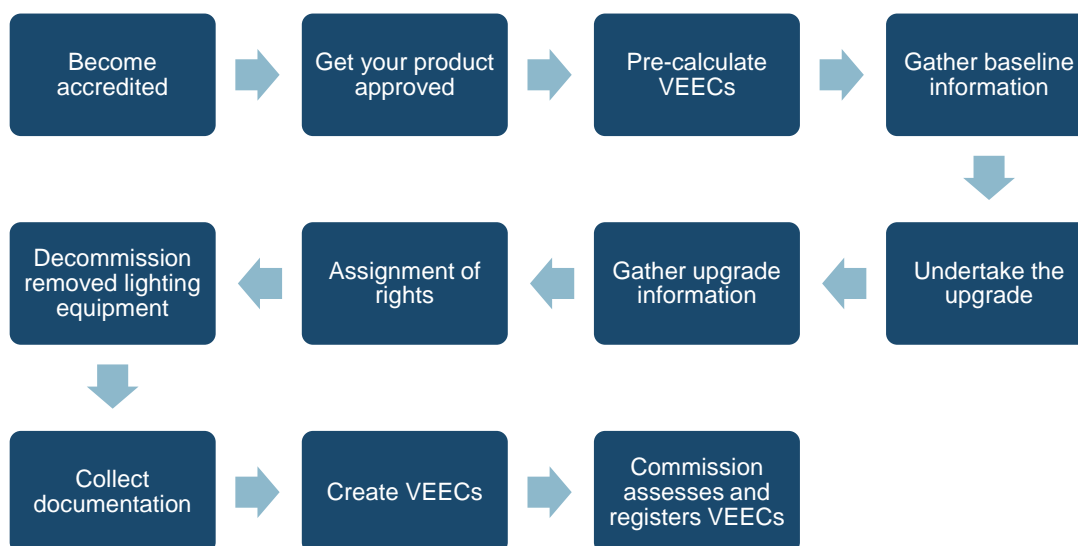 Become
accredited
Get your product
approved
Pre-calculate
VEECs
Gather baseline
information
Undertake the
upgrade
Gather upgrade
information
Assignment of
rights
Decommission
removed lighting
equipment
Collect
documentation
Create VEECs
Commission
assesses and
registers VEECs